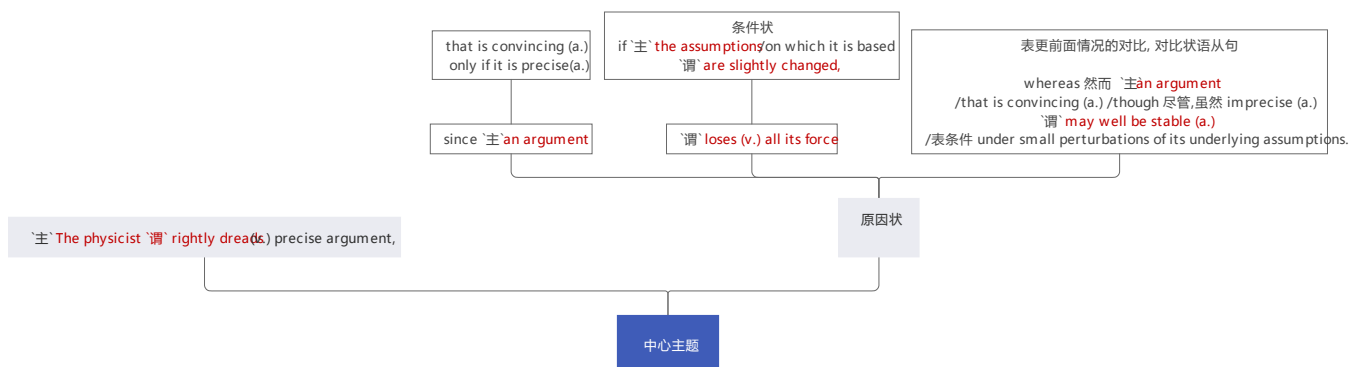 that is convincing (a.)
only if it is precise(a.)
条件状
if `主` the assumptions/on which it is based
`谓` are slightly changed,
表更前面情况的对比, 对比状语从句
whereas 然而 `主`an argument
/that is convincing (a.) /though 尽管,虽然 imprecise (a.)
`谓` may well be stable (a.)
/表条件 under small perturbations of its underlying assumptions.
since `主`an argument
`谓` loses (v.) all its force
原因状
`主` The physicist `谓` rightly dreads (v.) precise argument,
中心主题